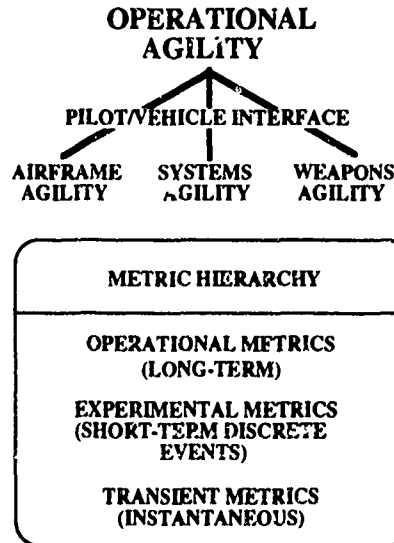 OPERATIONAL
AGILITY
PILOT/VEHICLE INTERFACE
AIRFRAME SYSTEMS WEAPONS
AGILITY AGILITY AGILITY
METRIC HIERARCHY
OPERATIONAL METRICS
(LONG-TERM)
EXPERIMENTAL METRICS
(SHORT-TERM DISCRETE
EVENTS)
TRANSIENT METRICS
(INSTANTANEOUS)